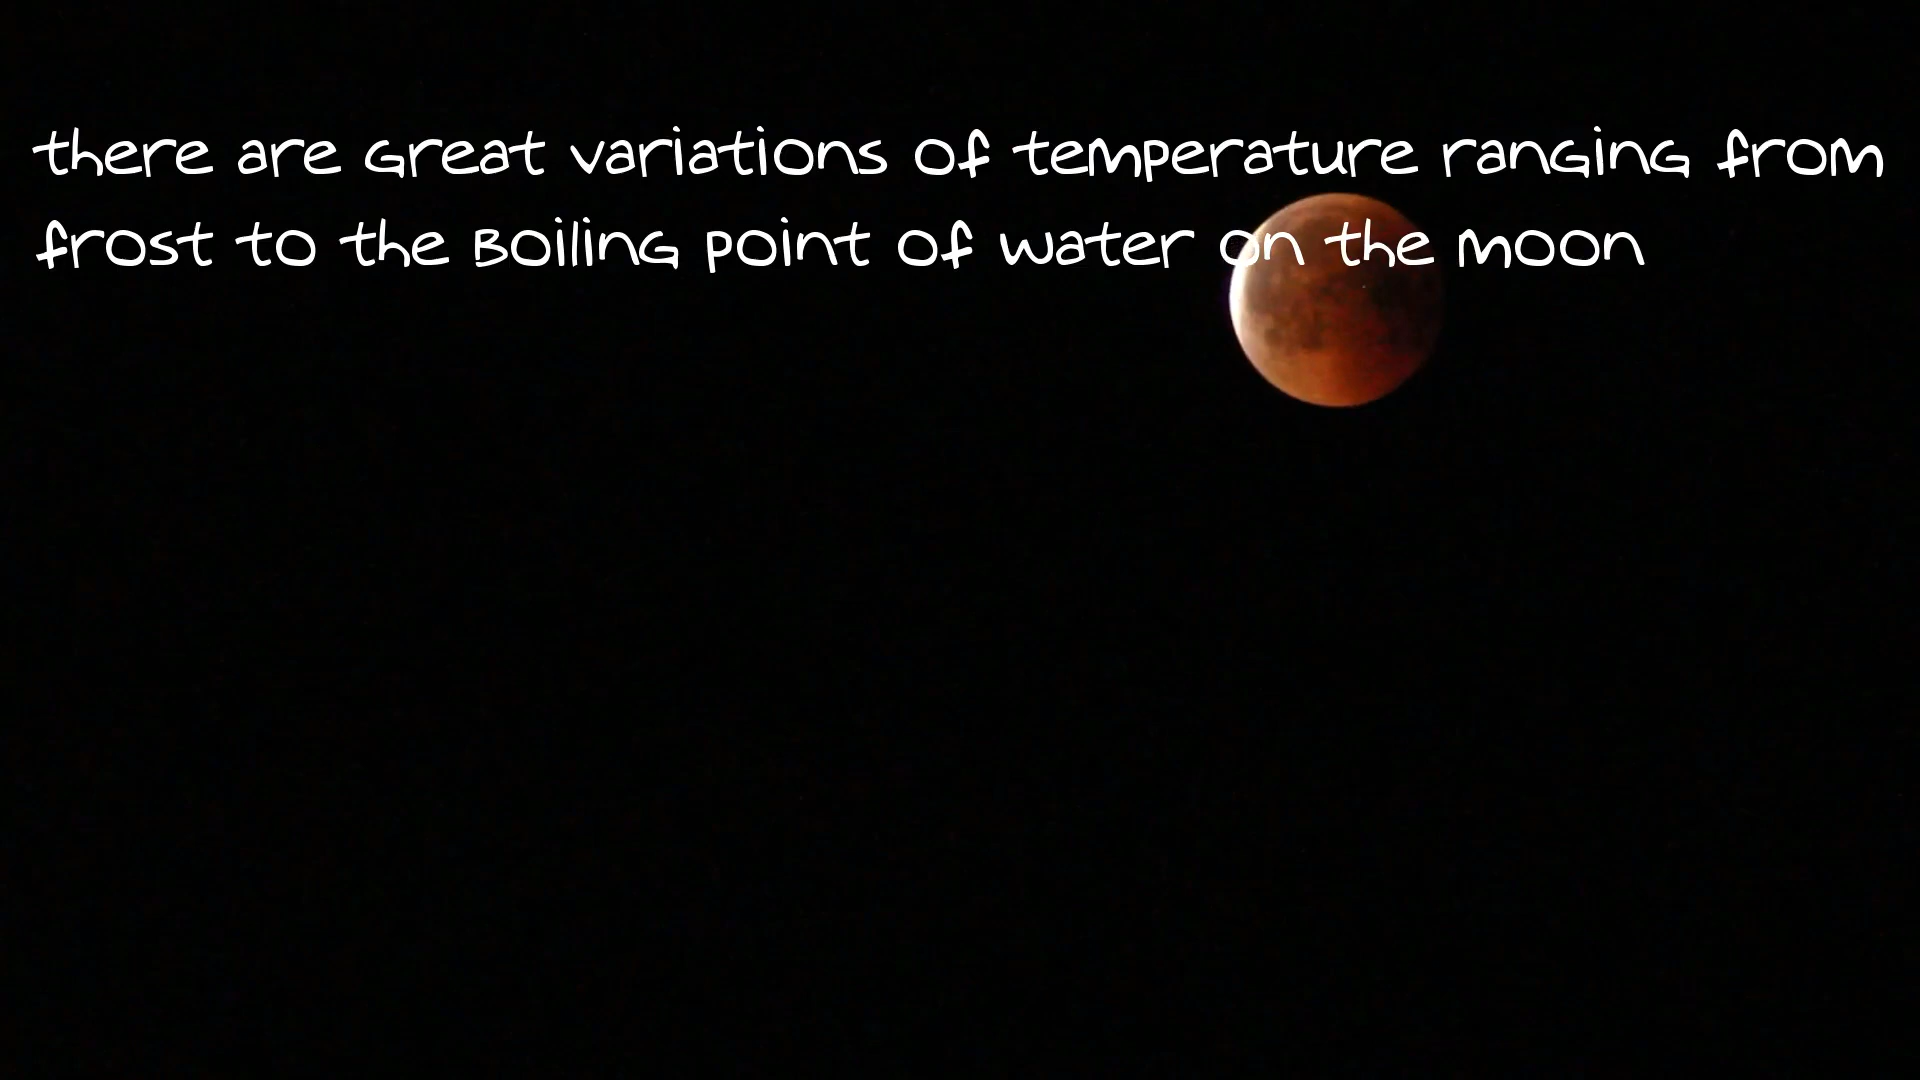 there are Great variations of temperature ranging from
frost to the Boiling point of water on the moon